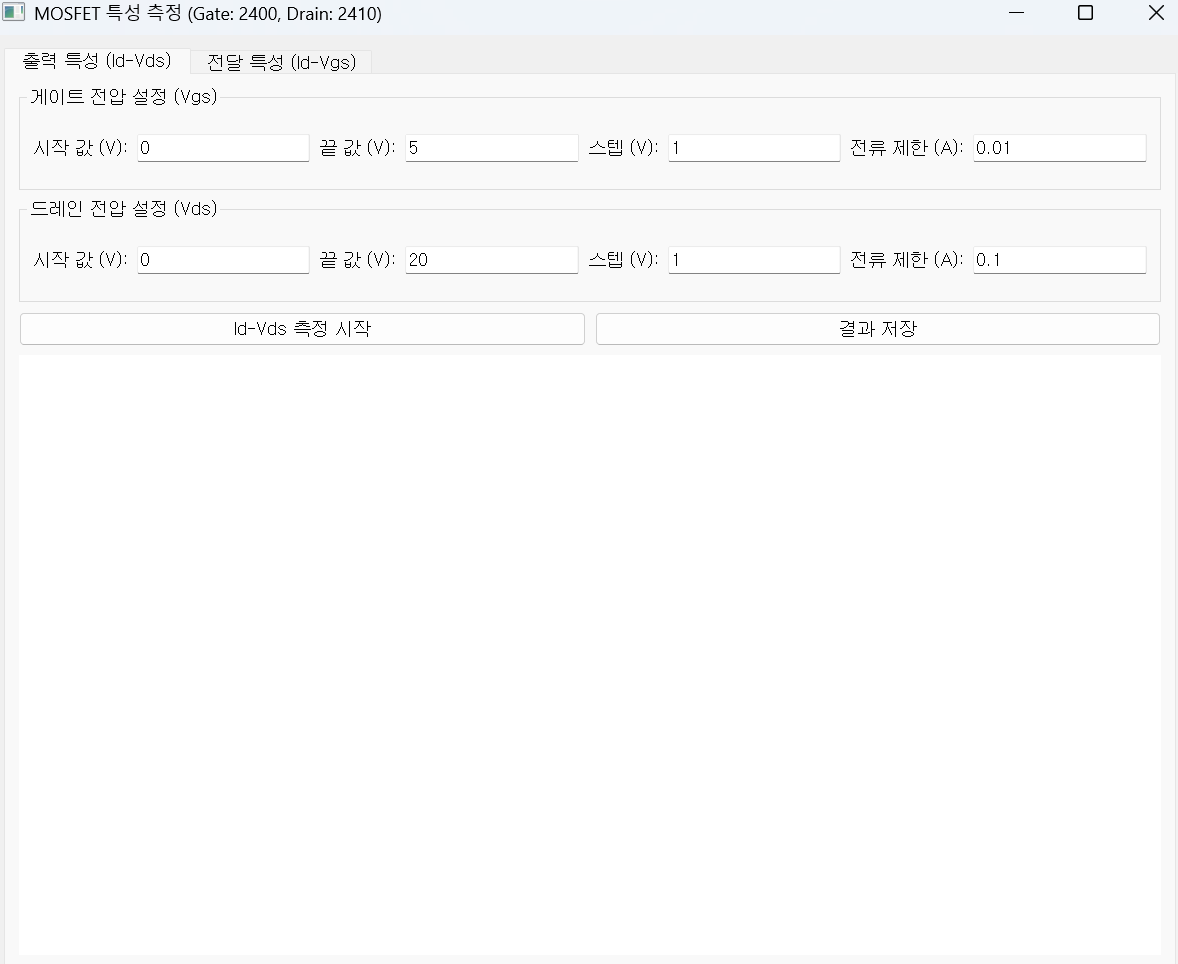 MOSFET 특성 측정 (Gate: 2400, Drain: 2410)
출력 특성 (Id-Vds) 전달 특성 (Id-Vgs)
게이트 전압 설정 (Vgs)
시작 값 (V): 0 끝 값 (V): 5 스텝 (V): 1 전류 제한 (A): 0.01
드레인 전압 설정 (Vds)
시작 값 (V): 0 끝 값 (V): 20 스텝 (V): 1 전류 제한 (A): 0.1
Id-Vds 측정 시작 결과 저장